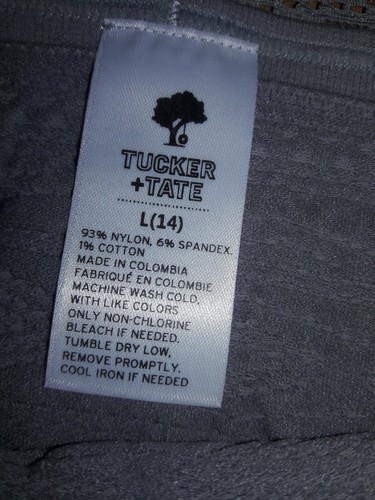 TUCKER
+TATE
L(14)
93% NYLON, 6% SPANDEX.
1% COTTON
MADE IN COLOMBIA
FABRIQUÉ EN COLOMBIE
MACHINE WASH COLD,
WITH LIKE COLORS
ONLY NON-CHLORINE
BLEACH IF NEEDED.
TUMBLE DRY LOW,
REMOVE PROMPTLY,
COOL IRON IF NEEDED